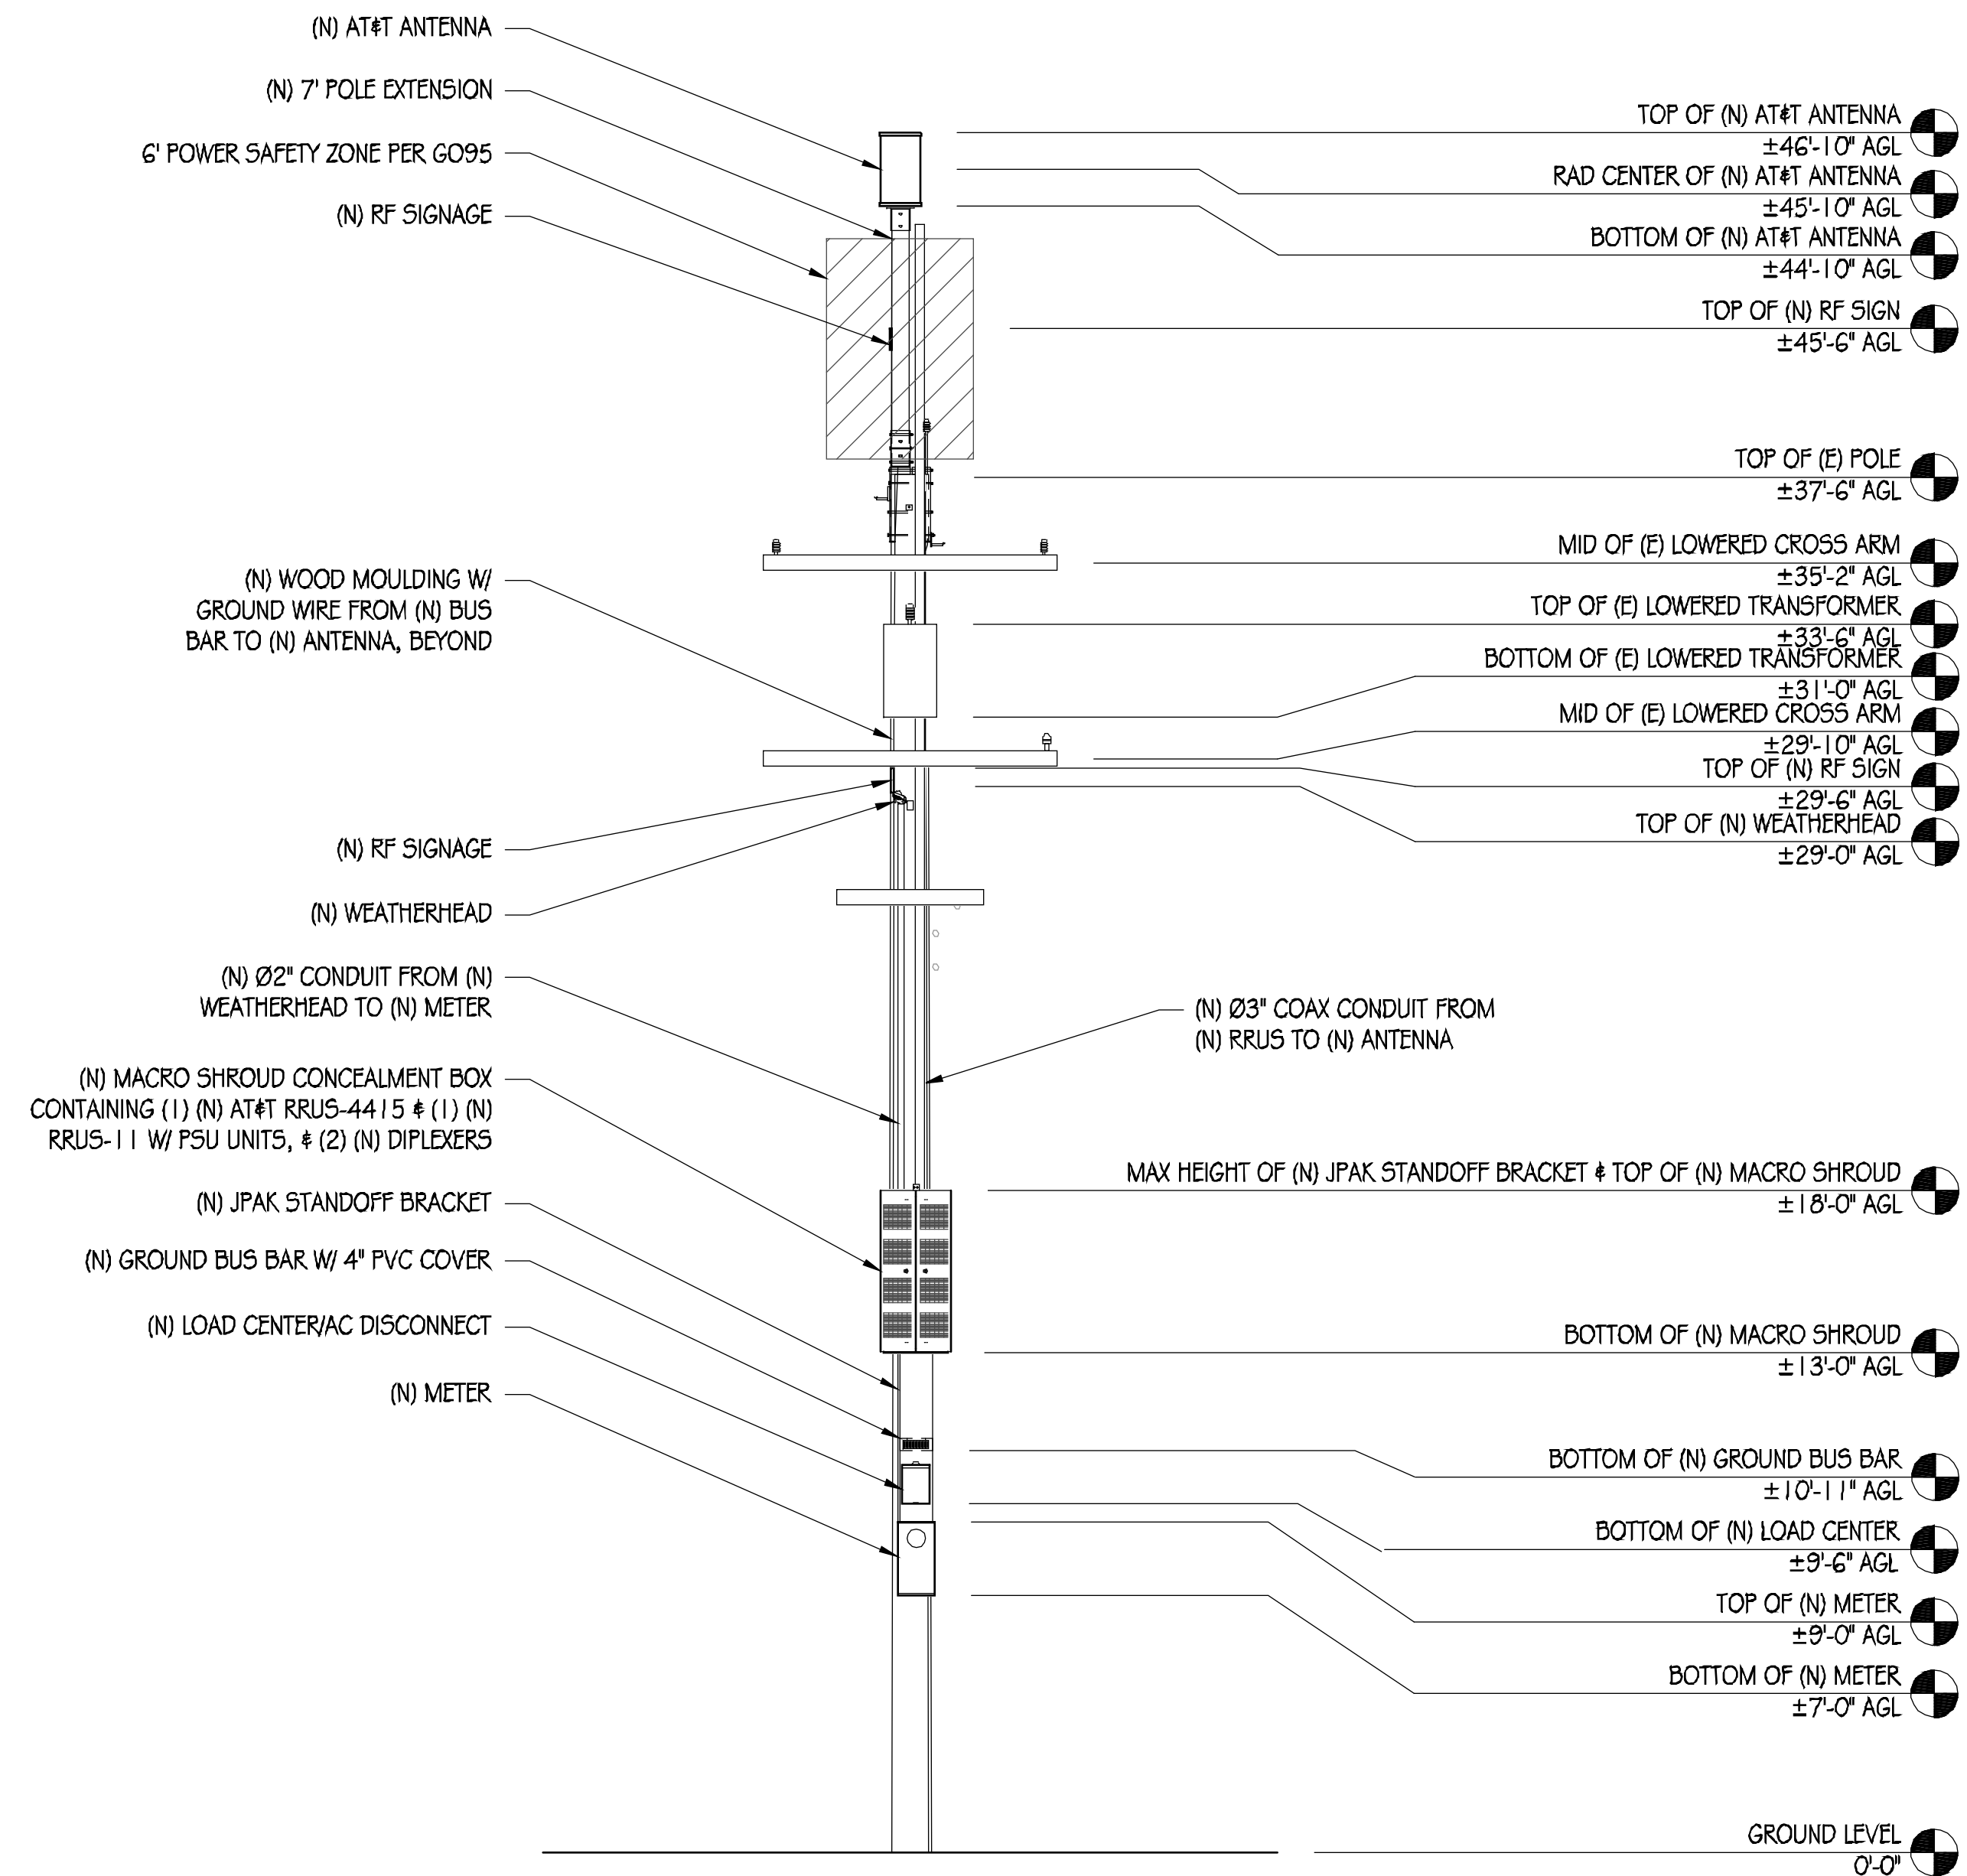 (N) AT&T ANTENNA
(N) 7' POLE EXTENSION
6' POWER SAFETY ZONE PER GO95
(N) RF SIGNAGE
(N) WOOD MOULDING W/
GROUND WIRE FROM (N) BUS
BAR TO (N) ANTENNA, BEYOND
(N) RF SIGNAGE
(N) WEATHERHEAD
(N) Ø2" CONDUIT FROM (N)
WEATHERHEAD TO (N) METER
(N) MACRO SHROUD CONCEALMENT BOX
CONTAINING (1) (N) AT&T RRUS-4415 & (1) (N)
RRUS-11 W/ PSU UNITS, & (2) (N) DIPLEXERS
(N) JPAK STANDOFF BRACKET
(N) GROUND BUS BAR W/ 4" PVC COVER
(N) LOAD CENTER/AC DISCONNECT
(N) METER
(N) Ø3" COAX CONDUIT FROM
(N) RRUS TO (N) ANTENNA
TOP OF (N) AT&T ANTENNA
±46'-10" AGL
RAD CENTER OF (N) AT&T ANTENNA
±45'-10" AGL
BOTTOM OF (N) AT&T ANTENNA
±44'-10" AGL
TOP OF (N) RF SIGN
±45'-6" AGL
TOP OF (E) POLE
±37'-6" AGL
MID OF (E) LOWERED CROSS ARM
±35'-2" AGL
TOP OF (E) LOWERED TRANSFORMER
±33'-6" AGL
BOTTOM OF (E) LOWERED TRANSFORMER
±31'-0" AGL
MID OF (E) LOWERED CROSS ARM
±29'-10" AGL
TOP OF (N) RF SIGN
±29'-6" AGL
TOP OF (N) WEATHERHEAD
±29'-0" AGL
MAX HEIGHT OF (N) JPAK STANDOFF BRACKET & TOP OF (N) MACRO SHROUD
±18'-0" AGL
BOTTOM OF (N) MACRO SHROUD
±13'-0" AGL
BOTTOM OF (N) GROUND BUS BAR
±10'-11" AGL
BOTTOM OF (N) LOAD CENTER
±9'-6" AGL
TOP OF (N) METER
±9'-0" AGL
BOTTOM OF (N) METER
±7'-0" AGL
GROUND LEVEL
0'-0"